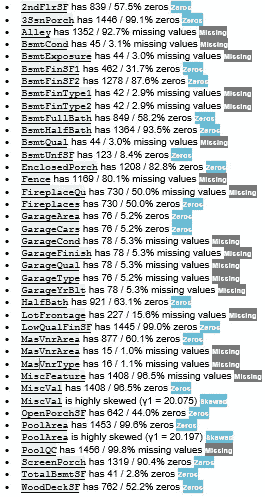 2ndFlrSF has 839 / 57.5% zeros Zeros
3SsnPorch has 1446 / 99.1% zeros Zeros
Alley has 1352 / 92.7% missing values Missing
BsmtCond has 45 / 3.1% missing values Missing
BsmtExposure has 44 / 3.0% missing values Missing
BsmtFinSF1 has 462 / 31.7% zeros Zeros
BsmtFinSF2 has 1278 / 87.6% zeros Zeros
BsmtFinType1 has 42 / 2.9% missing values Missing
BsmtFinType2 has 42 / 2.9% missing values Missing
BsmtFullBath has 849 / 58.2% zeros Zeros
BsmtHalfBath has 1364 / 93.5% zeros Zeros
BsmtQual has 44 / 3.0% missing values Missing
BsmtUnfSF has 123 / 8.4% zeros Zeros
EnclosedPorch has 1208 / 82.8% zeros Zeros
Fence has 1169 / 80.1% missing values Missing
FireplaceQu has 730 / 50.0% missing values Missing
Fireplaces has 730 / 50.0% zeros Zeros
GarageArea has 76 / 5.2% zeros Zeros
GarageCars has 76 / 5.2% zeros Zeros
GarageCond has 78 / 5.3% missing values Missing
GarageFinish has 78 / 5.3% missing values Missing
GarageQual has 78 / 5.3% missing values Missing
GarageType has 76 / 5.2% missing values Missing
GarageYrBlt has 78 / 5.3% missing values Missing
HalfBath has 921 / 63.1% zeros Zeros
LotFrontage has 227 / 15.6% missing values Missing
LowQualFinSF has 1445 / 99.0% zeros Zeros
MasVnrArea has 877 / 60.1% zeros Zeros
MasVnrArea has 15 / 1.0% missing values Missing
MasVnrType has 16 / 1.1% missing values Missing
MiscFeature has 1408 / 96.5% missing values Missing
MiscVal has 1408 / 96.5% zeros Zeros
MiscVal is highly skewed (γ1 = 20.075) Skewed
OpenPorchSF has 642 / 44.0% zeros Zeros
PoolArea has 1453 / 99.6% zeros Zeros
PoolArea is highly skewed (γ1 = 20.197) Skewed
PoolQC has 1456 / 99.8% missing values Missing
ScreenPorch has 1319 / 90.4% zeros Zeros
TotalBsmtSF has 41 / 2.8% zeros Zeros
WoodDeckSF has 762 / 52.2% zeros Zeros